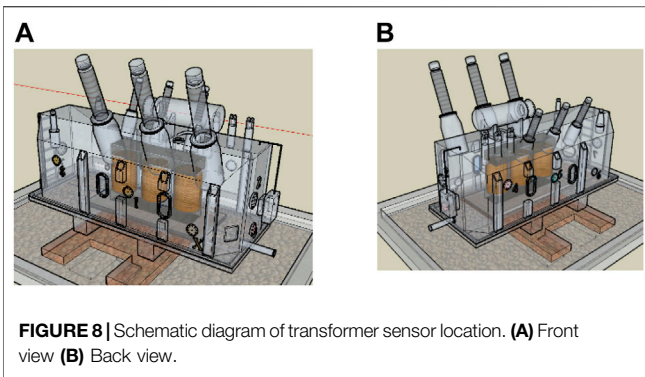 A
B
FIGURE 8 | Schematic diagram of transformer sensor location. (A) Front
view (B) Back view.